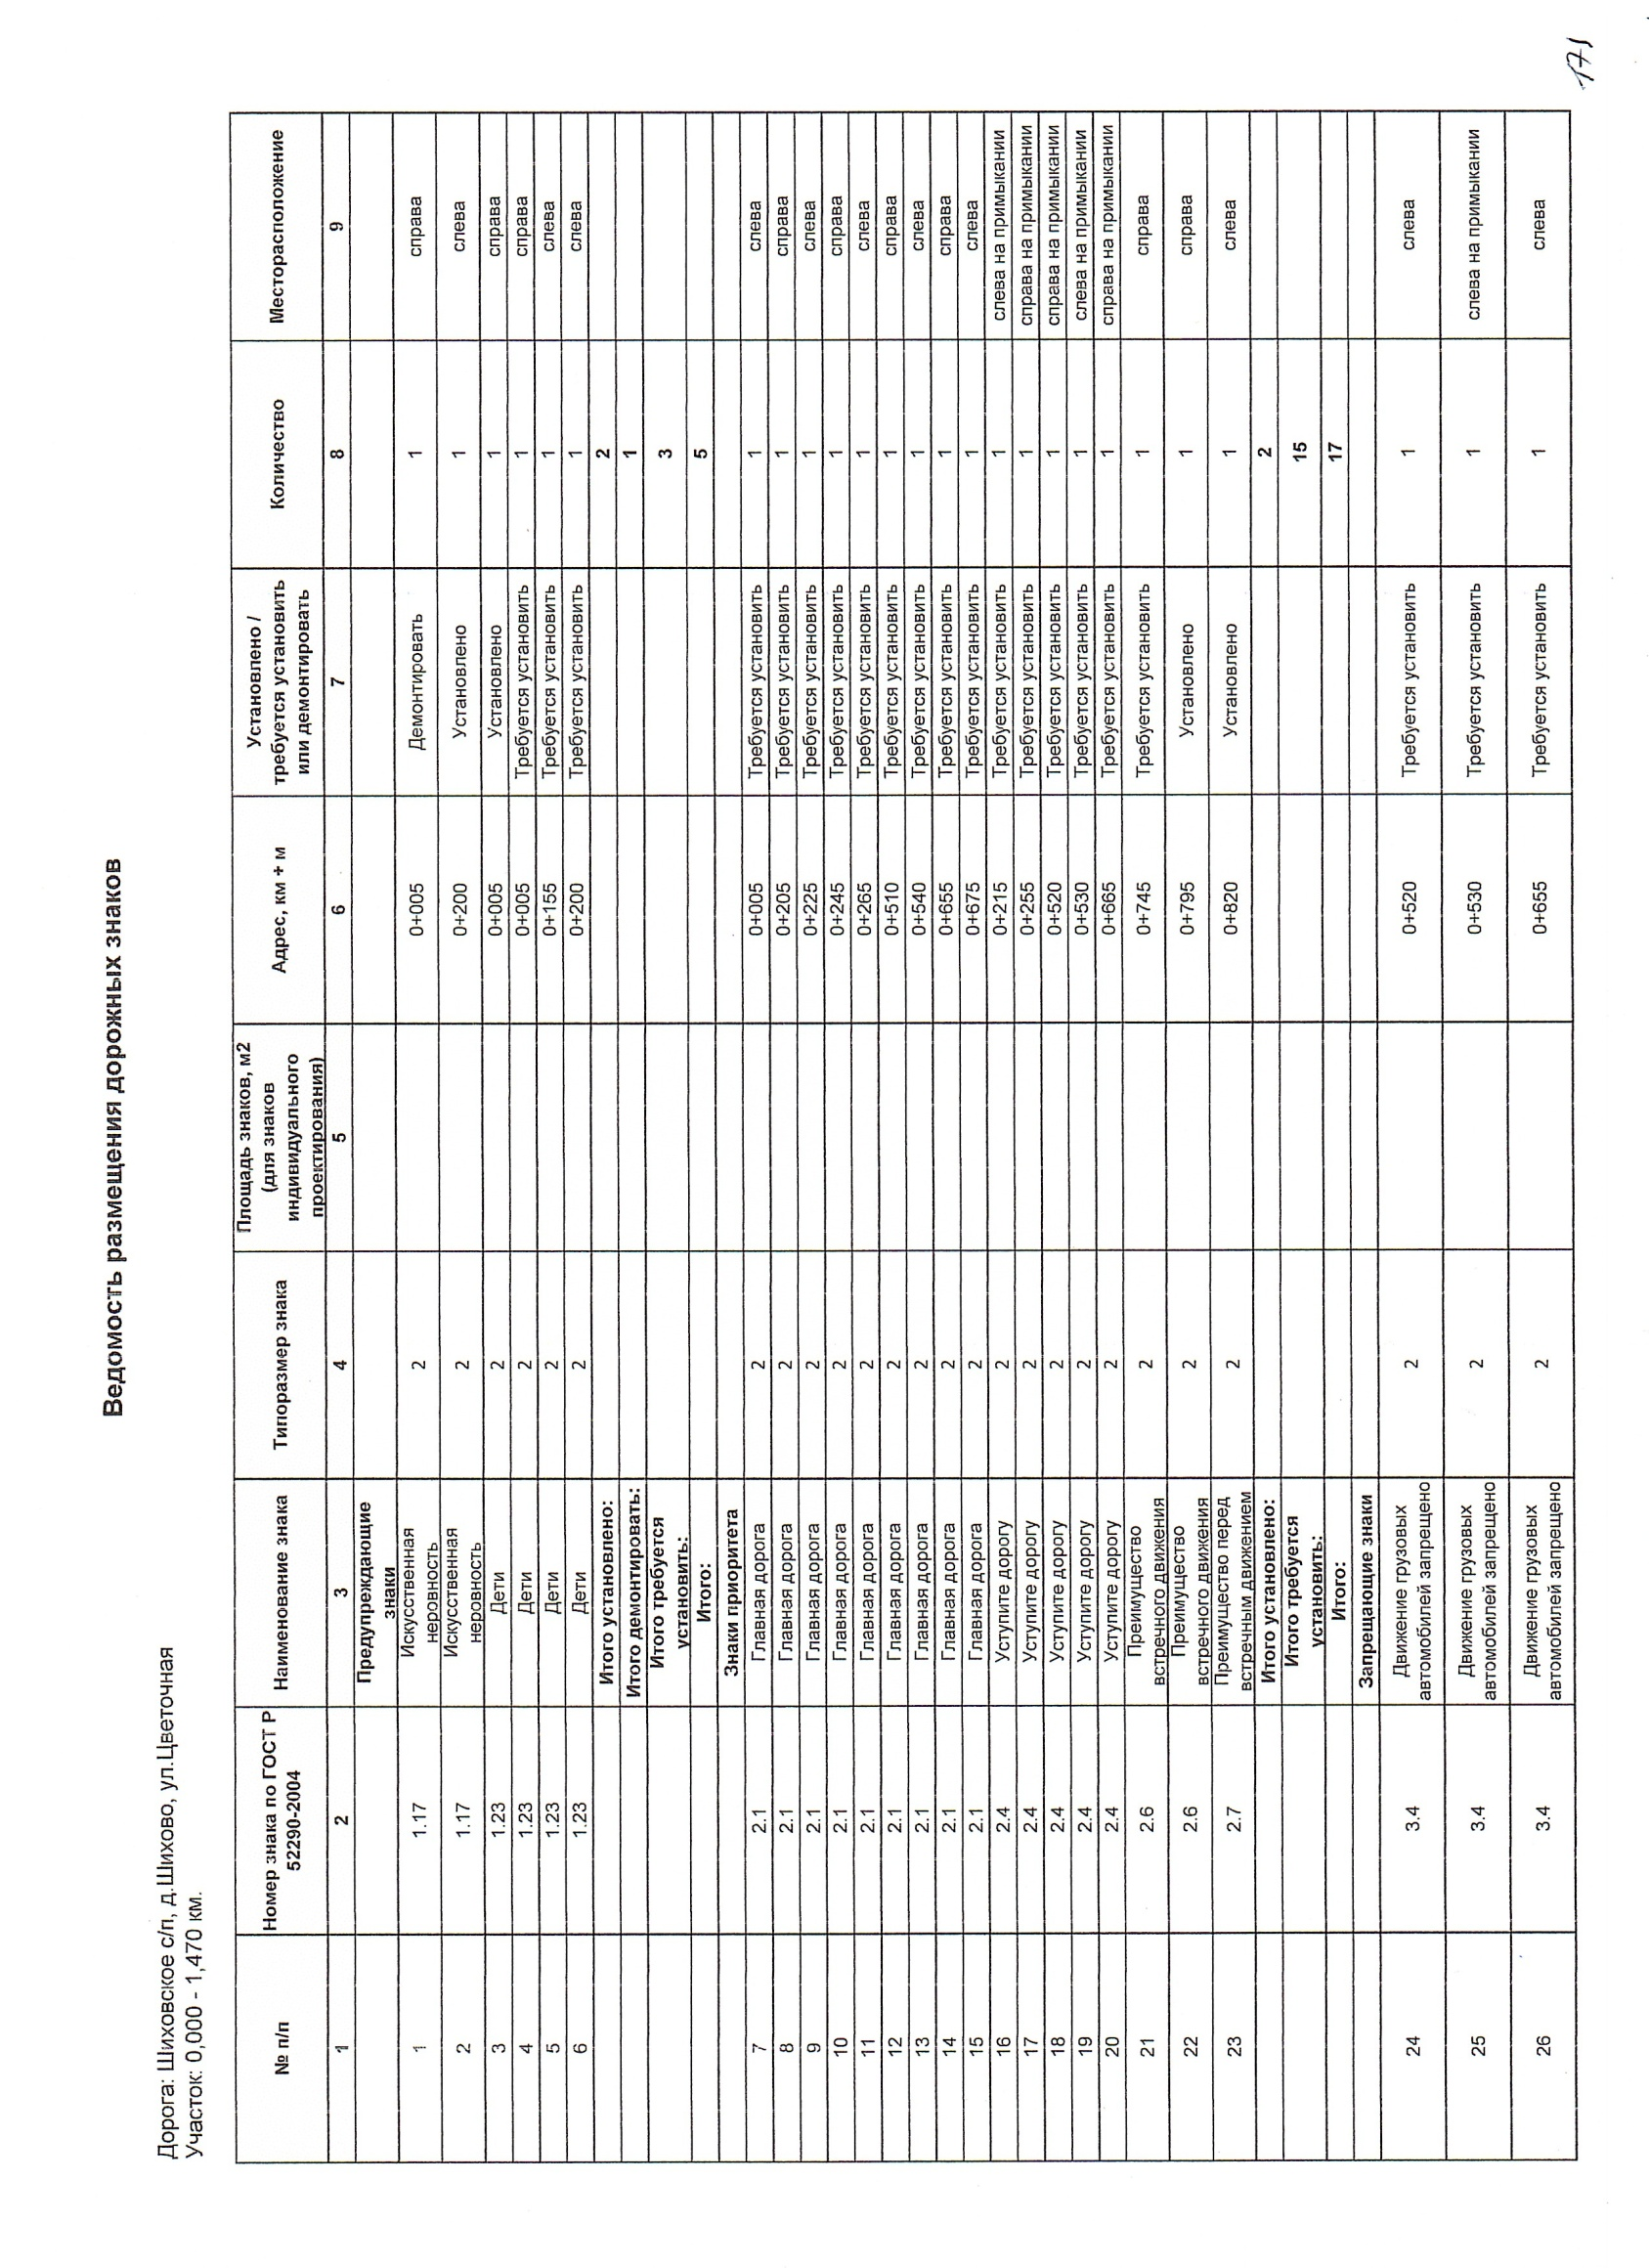 171
Ведомость размещения дорожных знаков
Дорога: Шиховское с/п, д.Шихово, ул.Цветочная
Участок: 0,000 - 1,470 км.
№ п/п | Номер знака по ГОСТ Р 52290-2004 | Наименование знака | Типоразмер знака | Площадь знаков, м2 (для знаков индивидуального проектирования) | Адрес, км + м | Установлено / требуется установить или демонтировать | Количество | Месторасположение
1 | 2 | 3 | 4 | 5 | 6 | 7 | 8 | 9
Предупреждающие знаки
1 | 1.17 | Искусственная неровность | 2 | 0+005 | Демонтировать | 1 | справа
2 | 1.17 | Искусственная неровность | 2 | 0+200 | Установлено | 1 | слева
3 | 1.23 | Дети | 2 | 0+005 | Установлено | 1 | справа
4 | 1.23 | Дети | 2 | 0+005 | Требуется установить | 1 | справа
5 | 1.23 | Дети | 2 | 0+155 | Требуется установить | 1 | слева
6 | 1.23 | Дети | 2 | 0+200 | Требуется установить | 1 | слева
Итого установлено: | 2
Итого демонтировать: | 1
Итого требуется установить: | 3
Итого: | 5
Знаки приоритета
7 | 2.1 | Главная дорога | 2 | 0+005 | Требуется установить | 1 | слева
8 | 2.1 | Главная дорога | 2 | 0+205 | Требуется установить | 1 | справа
9 | 2.1 | Главная дорога | 2 | 0+225 | Требуется установить | 1 | слева
10 | 2.1 | Главная дорога | 2 | 0+245 | Требуется установить | 1 | справа
11 | 2.1 | Главная дорога | 2 | 0+265 | Требуется установить | 1 | слева
12 | 2.1 | Главная дорога | 2 | 0+510 | Требуется установить | 1 | справа
13 | 2.1 | Главная дорога | 2 | 0+540 | Требуется установить | 1 | слева
14 | 2.1 | Главная дорога | 2 | 0+655 | Требуется установить | 1 | справа
15 | 2.1 | Главная дорога | 2 | 0+675 | Требуется установить | 1 | слева
16 | 2.4 | Уступите дорогу | 2 | 0+215 | Требуется установить | 1 | слева на примыкании
17 | 2.4 | Уступите дорогу | 2 | 0+255 | Требуется установить | 1 | справа на примыкании
18 | 2.4 | Уступите дорогу | 2 | 0+520 | Требуется установить | 1 | справа на примыкании
19 | 2.4 | Уступите дорогу | 2 | 0+530 | Требуется установить | 1 | слева на примыкании
20 | 2.4 | Уступите дорогу | 2 | 0+665 | Требуется установить | 1 | справа на примыкании
21 | 2.6 | Преимущество встречного движения | 2 | 0+745 | Требуется установить | 1 | справа
22 | 2.6 | Преимущество встречного движения | 2 | 0+795 | Установлено | 1 | справа
23 | 2.7 | Преимущество перед встречным движением | 2 | 0+820 | Установлено | 1 | слева
Итого установлено: | 2
Итого требуется установить: | 15
Итого: | 17
Запрещающие знаки
24 | 3.4 | Движение грузовых автомобилей запрещено | 2 | 0+520 | Требуется установить | 1 | слева
25 | 3.4 | Движение грузовых автомобилей запрещено | 2 | 0+530 | Требуется установить | 1 | слева на примыкании
26 | 3.4 | Движение грузовых автомобилей запрещено | 2 | 0+655 | Требуется установить | 1 | слева